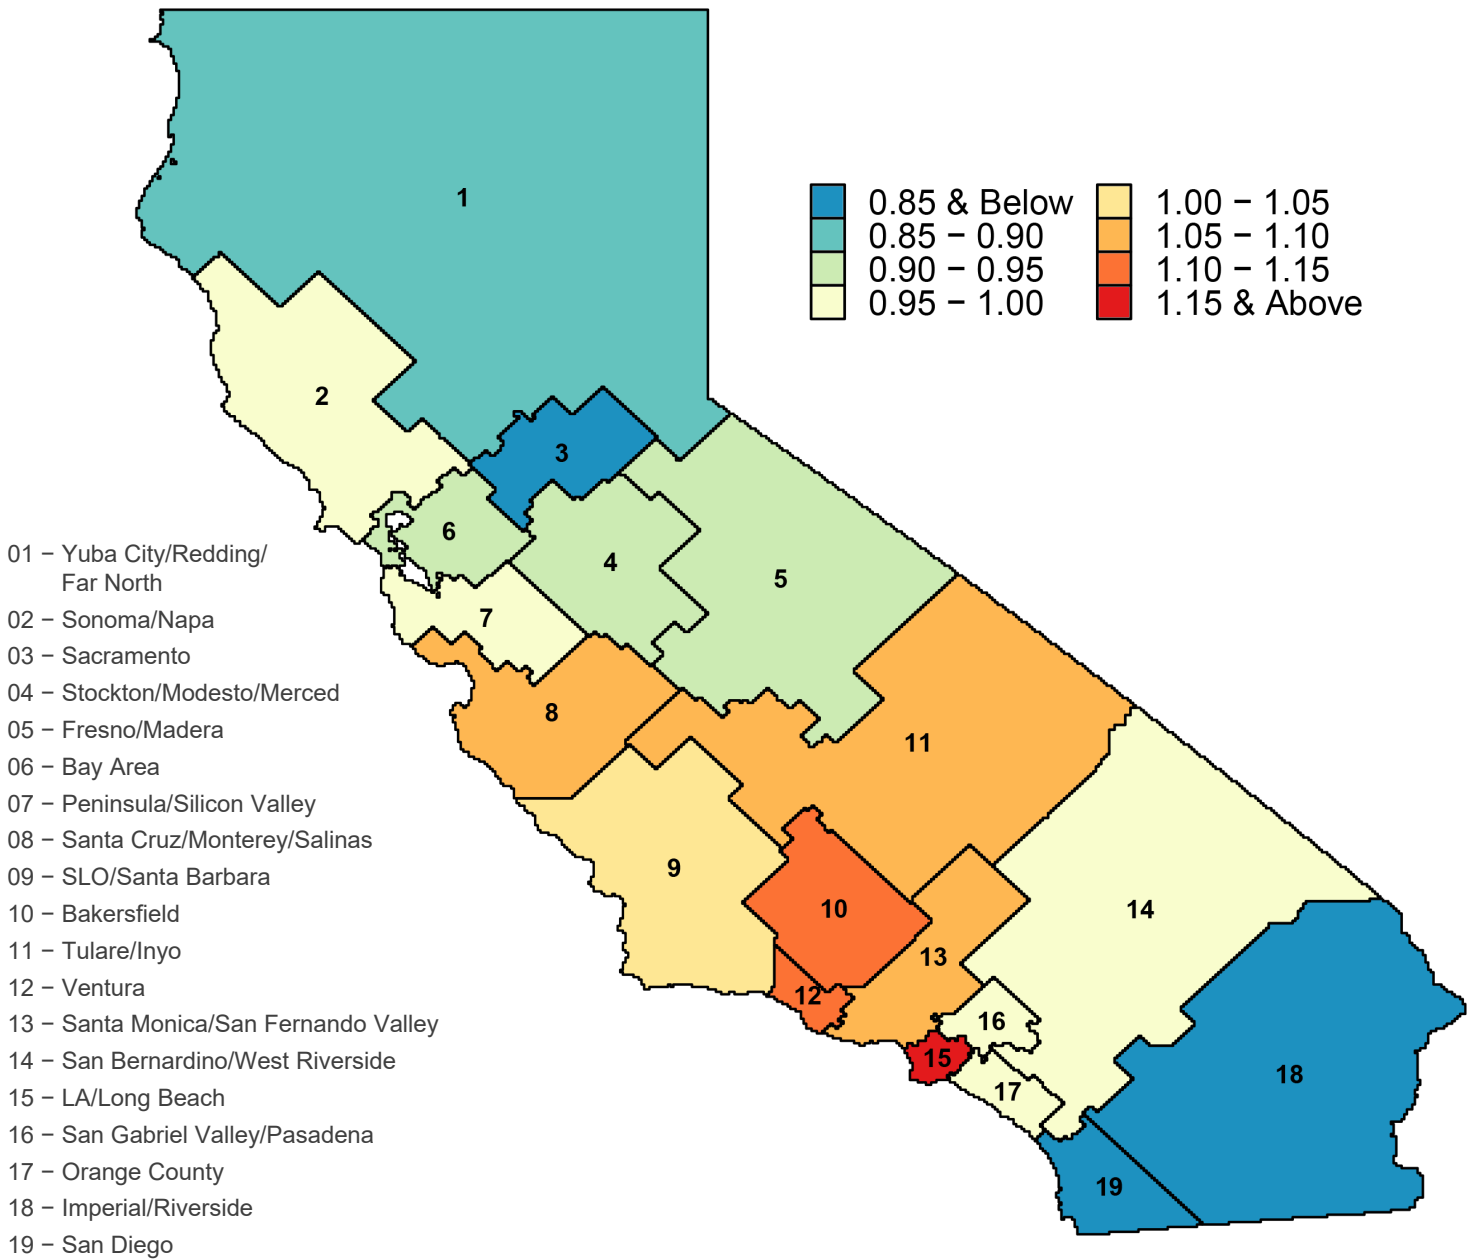 1
0.85 & Below
0.85 − 0.90
0.90 − 0.95
0.95 − 1.00
1.00 − 1.05
1.05 − 1.10
1.10 − 1.15
1.15 & Above
2
3
6
4
5
7
8
11
9
10
14
13
12
16
15
17
18
19
01 − Yuba City/Redding/
Far North
02 − Sonoma/Napa
03 − Sacramento
04 − Stockton/Modesto/Merced
05 − Fresno/Madera
06 − Bay Area
07 − Peninsula/Silicon Valley
08 − Santa Cruz/Monterey/Salinas
09 − SLO/Santa Barbara
10 − Bakersfield
11 − Tulare/Inyo
12 − Ventura
13 − Santa Monica/San Fernando Valley
14 − San Bernardino/West Riverside
15 − LA/Long Beach
16 − San Gabriel Valley/Pasadena
17 − Orange County
18 − Imperial/Riverside
19 − San Diego